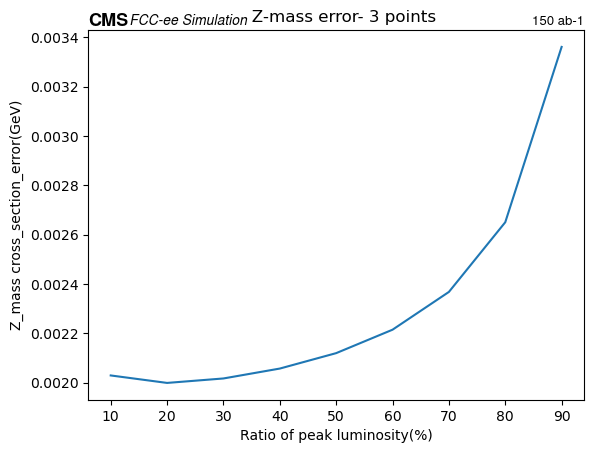 CMS FCC-ee Simulation Z-mass error- 3 points 150 ab-1
0.0034
0.0032
0.0030
0.0028
0.0026
0.0024
0.0022
0.0020
Z_mass cross_section_error(GeV)
10 20 30 40 50 60 70 80 90
Ratio of peak luminosity(%)